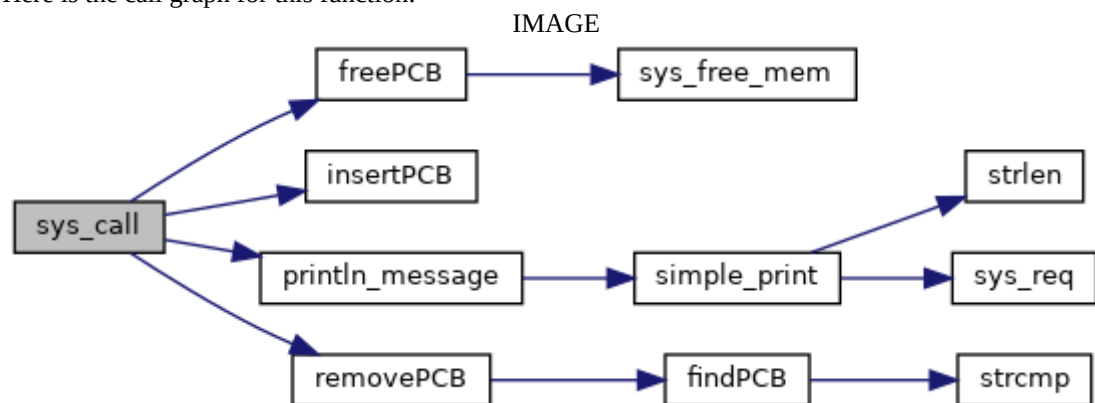 Here is the call graph for this function:
IMAGE
freePCB
sys_free_mem
insertPCB
strlen
sys_call
println_message
simple_print
sys_req
removePCB
findPCB
strcmp